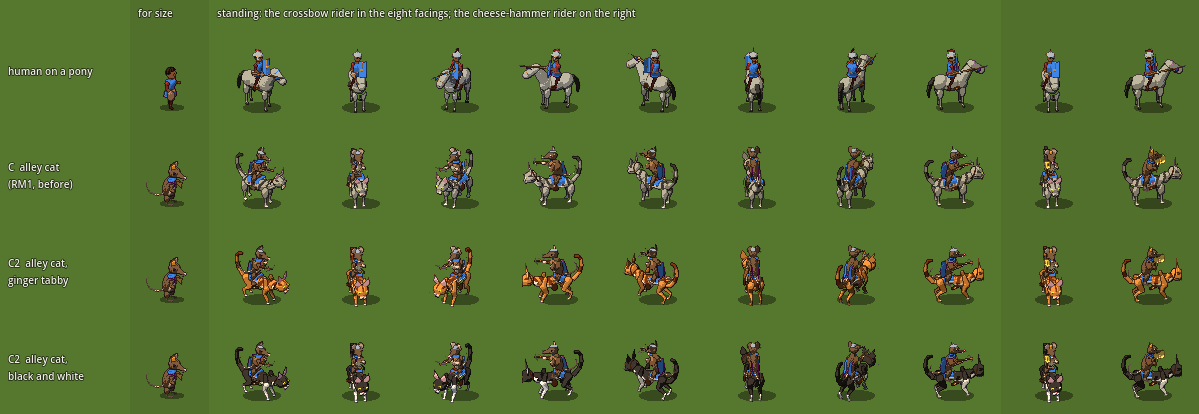 for size
standing: the crossbow rider in the eight facings; the cheese-hammer rider on the right
human on a pony
C alley cat
(RM1, before)
C2 alley cat,
ginger tabby
C2 alley cat,
black and white